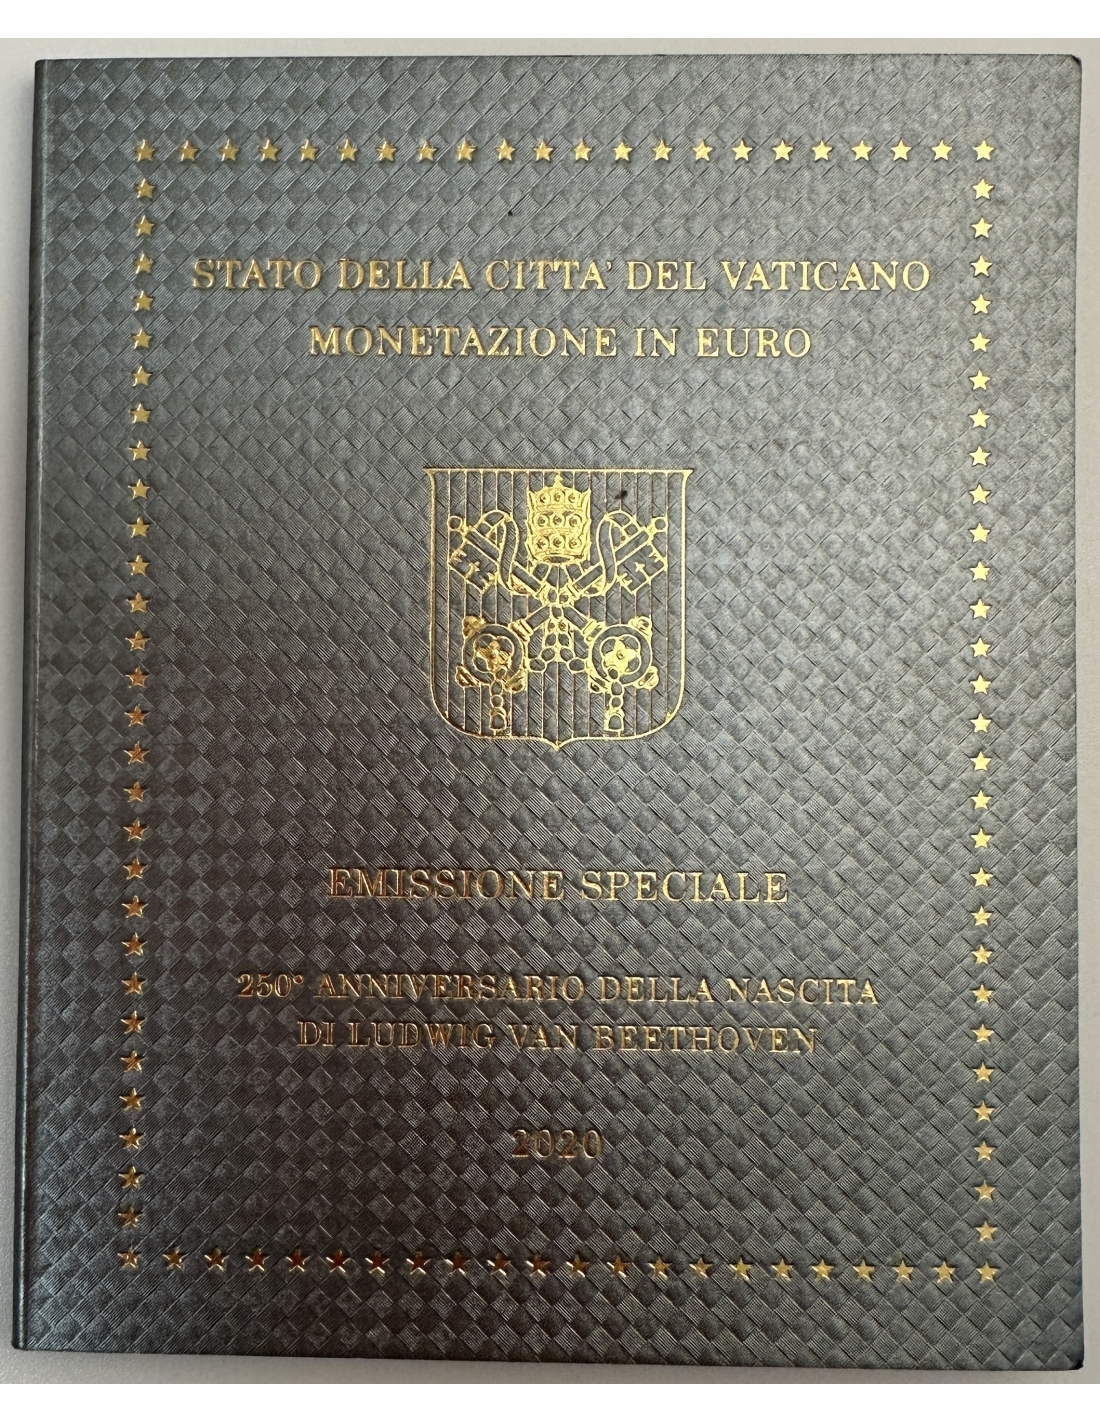 STATO DELLA CITTA' DEL VATICANO
MONETAZIONE IN EURO
EMISSIONE SPECIALE
250° ANNIVERSARIO DELLA NASCITA
DI LUDWIG VAN BEETHOVEN
2020